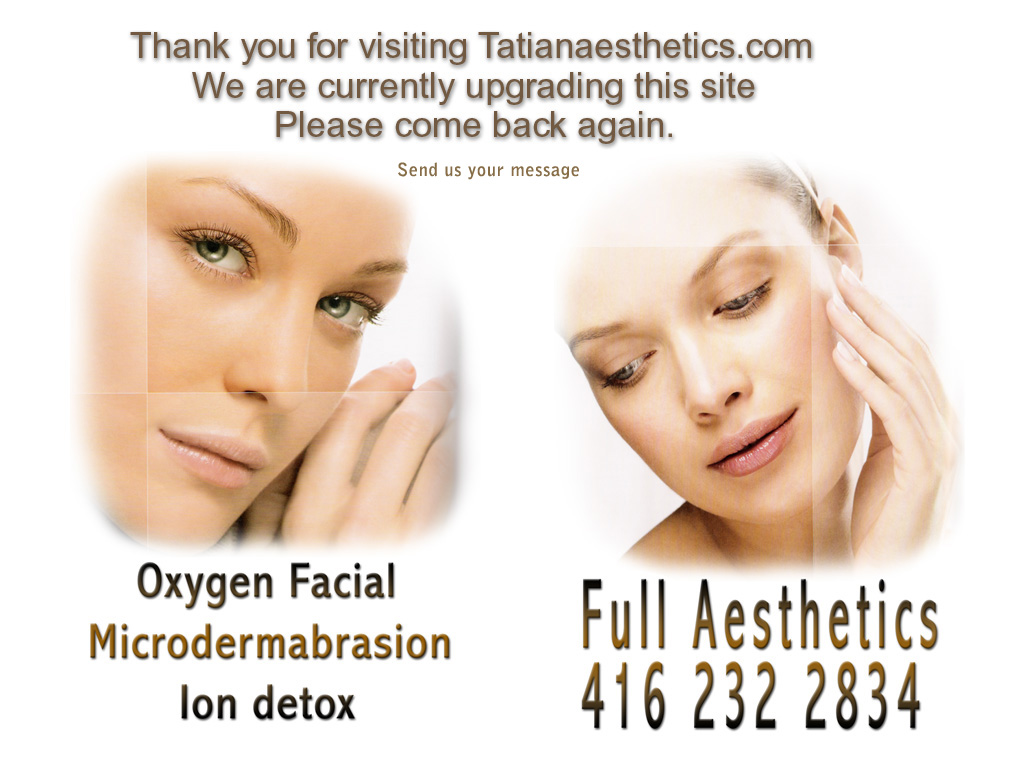 Thank you for visiting Tatianaesthetics.com
We are currently upgrading this site
Please come back again.
Send us your message
Oxygen Facial
Microdermabrasion
Ion detox
Full Aesthetics
416 232 2834